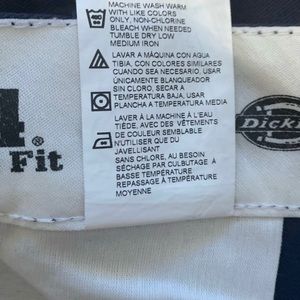 MACHINE WASH WARM
WITH LIKE COLORS
ONLY, NON-CHLORINE
BLEACH WHEN NEEDED
TUMBLE DRY LOW
MEDIUM IRON
LAVAR A MÁQUINA CON AGUA
TIBIA, CON COLORES SIMILARES
CUANDO SEA NECESARIO, USAR
ÚNICAMENTE BLANQUEADOR
SIN CLORO, SECAR A
TEMPERATURA BAJA, USAR
PLANCHA A TEMPERATURA MEDIA
LAVER À LA MACHINE À L'EAU
TIÈDE, AVEC DES VÊTEMENTS
DE COULEUR SEMBLABLE
N'UTILISER QUE DU
JAVELLISANT
SANS CHLORE, AU BESOIN
SÉCHAGE PAR CULBUTAGE À
BASSE TEMPÉRATURE
REPASSAGE À TEMPÉRATURE
MOYENNE
®
Fit
Dick